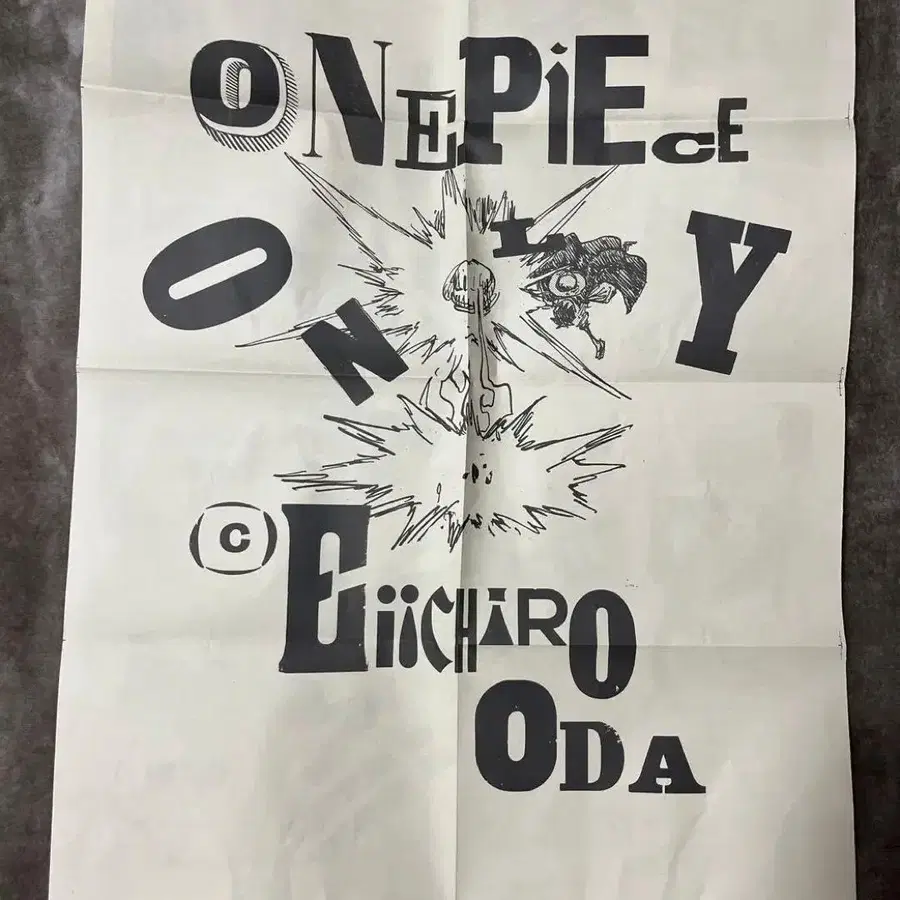 ONEPiEcE
ONLY
(C) EiiCHiRO
ODA